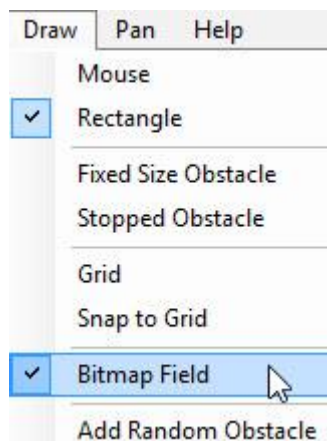 Draw Pan Help
Mouse
Rectangle
Fixed Size Obstacle
Stopped Obstacle
Grid
Snap to Grid
Bitmap Field
Add Random Obstacle